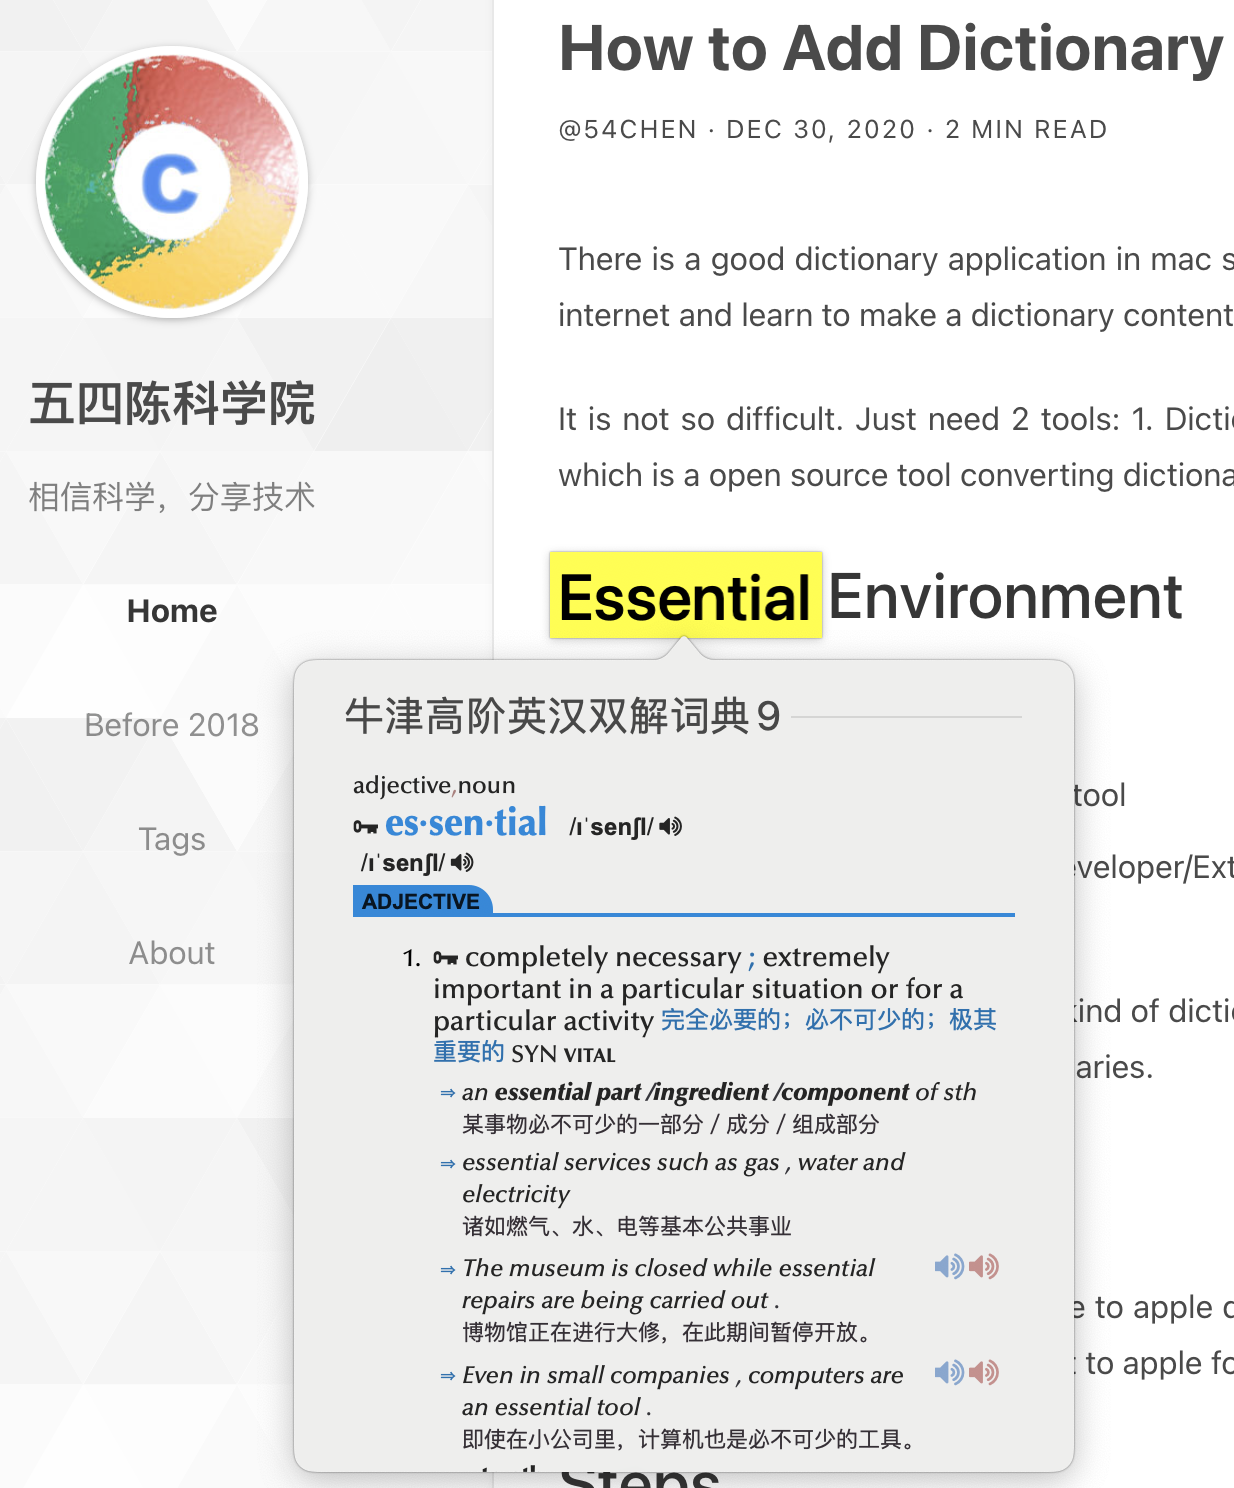 C
五四陈科学院
相信科学，分享技术
Home
Before 2018
Tags
About
How to Add Dictionary
@54CHEN · DEC 30, 2020 · 2 MIN READ
There is a good dictionary application in mac s
internet and learn to make a dictionary content
It is not so difficult. Just need 2 tools: 1. Dicti
which is a open source tool converting dictiona
Essential Environment
牛津高阶英汉双解词典 9
adjective,noun
es·sen·tial /ɪˈsenʃl/
/ɪˈsenʃl/
ADJECTIVE
1. completely necessary ; extremely
important in a particular situation or for a
particular activity 完全必要的；必不可少的；极其
重要的 SYN VITAL
⇒ an essential part /ingredient /component of sth
某事物必不可少的一部分 / 成分 / 组成部分
⇒ essential services such as gas , water and
electricity
诸如燃气、水、电等基本公共事业
⇒ The museum is closed while essential
repairs are being carried out .
博物馆正在进行大修，在此期间暂停开放。
⇒ Even in small companies , computers are
an essential tool .
即使在小公司里，计算机也是必不可少的工具。
tool
eveloper/Ext
kind of dicti
aries.
e to apple d
t to apple fo
Steps